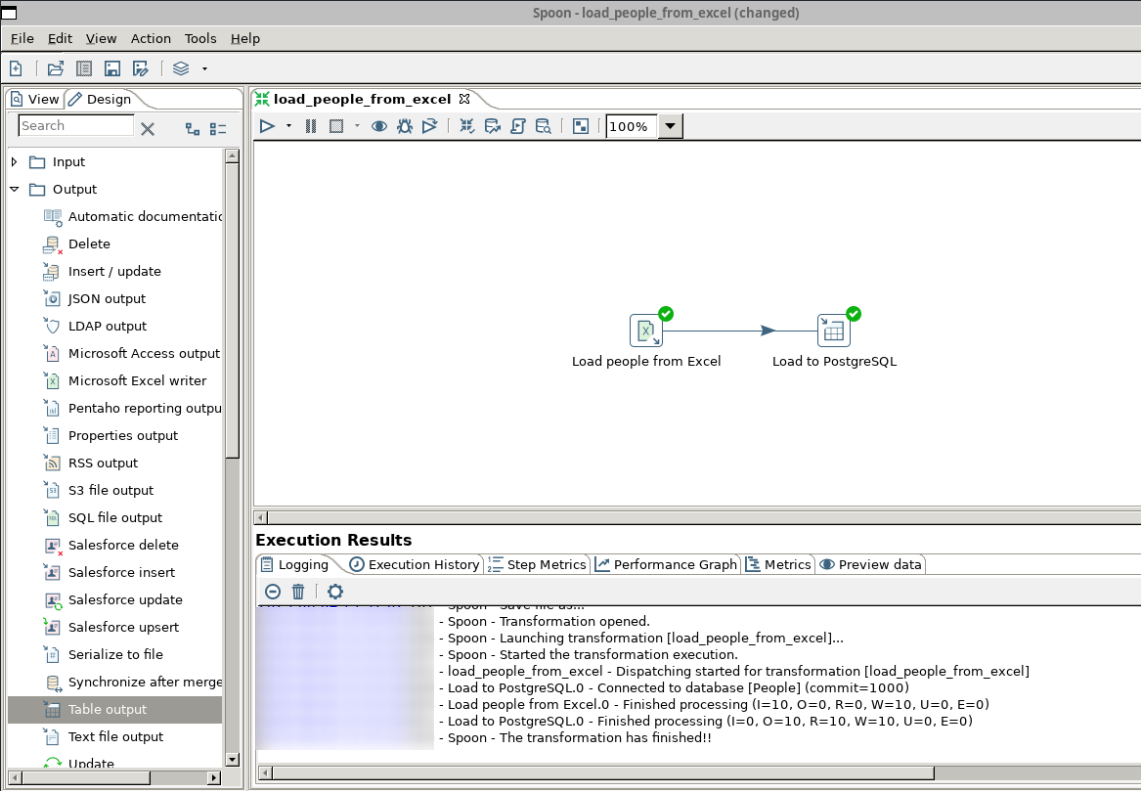 Spoon - load_people_from_excel (changed)
File Edit View Action Tools Help
View Design
Search
Input
Output
Automatic documentatic
Delete
Insert / update
JSON output
LDAP output
Microsoft Access output
Microsoft Excel writer
Pentaho reporting outpu
Properties output
RSS output
S3 file output
SQL file output
Salesforce delete
Salesforce insert
Salesforce update
Salesforce upsert
Serialize to file
Synchronize after merge
Table output
Text file output
Update
load_people_from_excel
100%
Load people from Excel
Load to PostgreSQL
Execution Results
Logging Execution History Step Metrics Performance Graph Metrics Preview data
- Spoon - Save file as...
- Spoon - Transformation opened.
- Spoon - Launching transformation [load_people_from_excel]...
- Spoon - Started the transformation execution.
- load_people_from_excel - Dispatching started for transformation [load_people_from_excel]
- Load to PostgreSQL.0 - Connected to database [People] (commit=1000)
- Load people from Excel.0 - Finished processing (I=10, O=0, R=0, W=10, U=0, E=0)
- Load to PostgreSQL.0 - Finished processing (I=0, O=10, R=10, W=10, U=0, E=0)
- Spoon - The transformation has finished!!